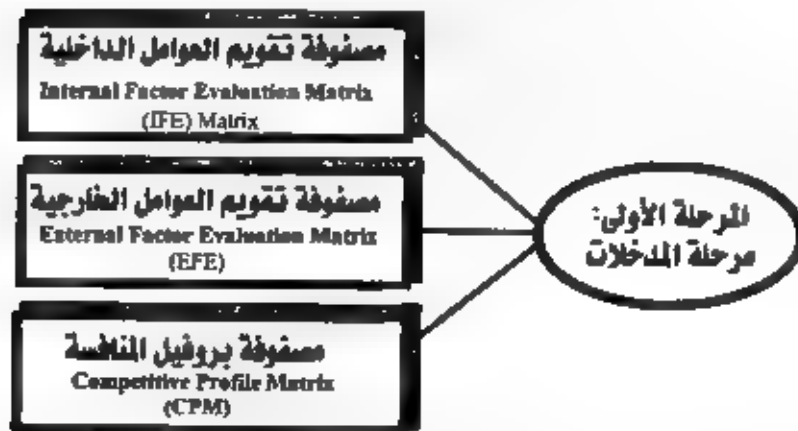 مصفوفة تقويم العوامل الداخلية
Internal Factor Evaluation Matrix
(IFE) Matrix
مصفوفة تقويم العوامل الخارجية
External Factor Evaluation Matrix
(EFE)
مصفوفة بروفيل المنافسة
Competitive Profile Matrix
(CPM)
المرحلة الأولى:
مرحلة المدخلات